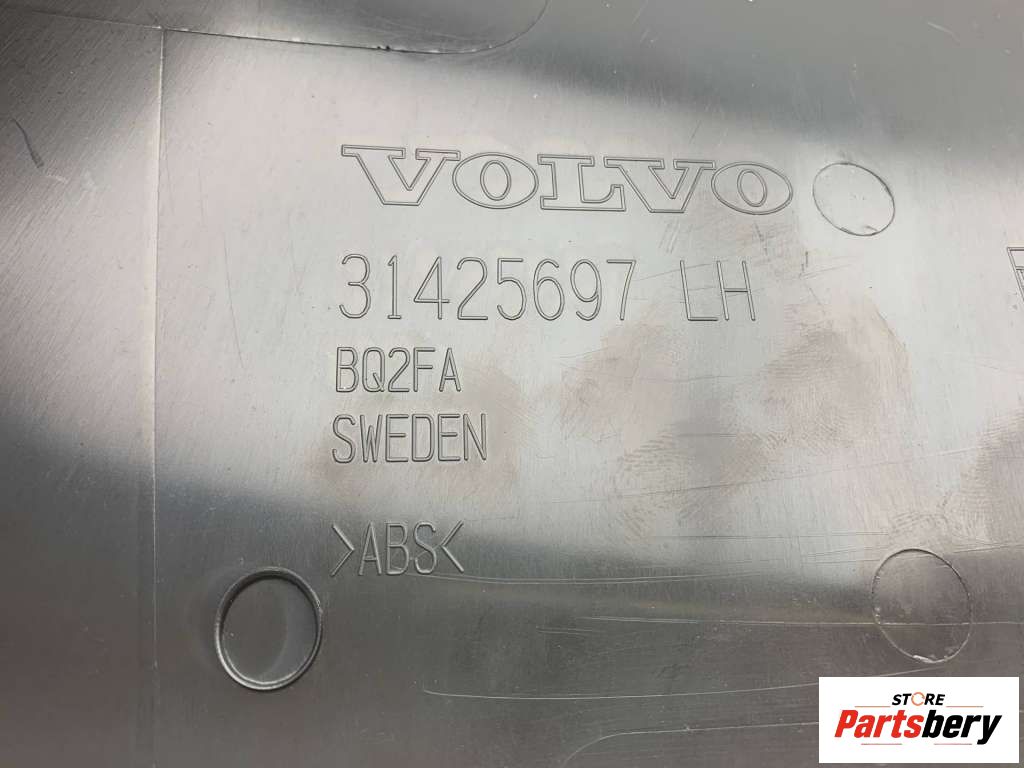 VOLVO
31425697 LH
BQ2FA
SWEDEN
>ABS<
STORE
Partsbery